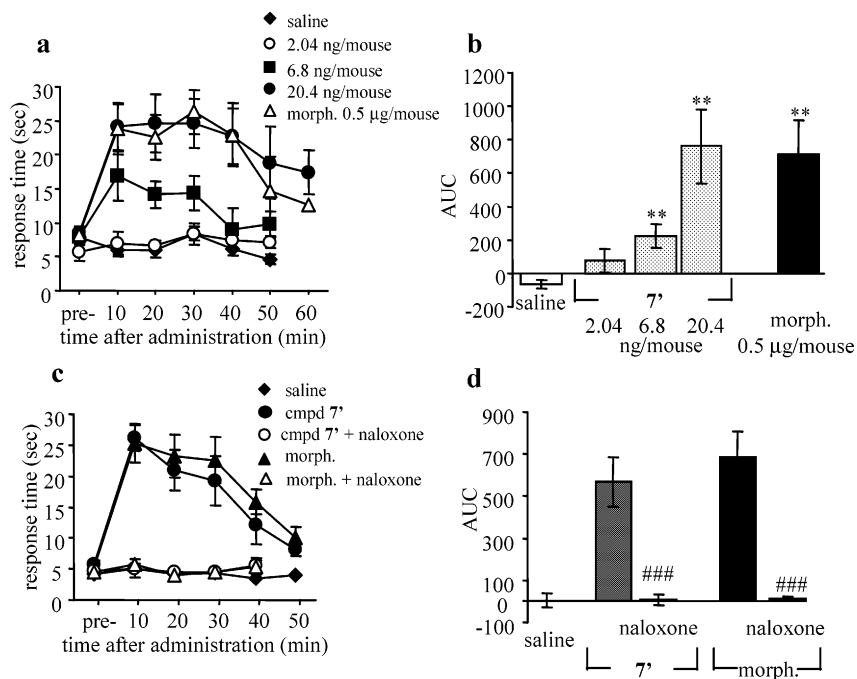 a
saline
2.04 ng/mouse
6.8 ng/mouse
20.4 ng/mouse
morph. 0.5 μg/mouse
response time (sec)
30
25
20
15
10
5
0
pre- 10 20 30 40 50 60
time after administration (min)
b
AUC
1200
1000
800
600
400
200
0
-200
**
**
**
saline
7’
2.04 6.8 20.4
ng/mouse
morph.
0.5 μg/mouse
c
saline
cmpd 7’
cmpd 7’ + naloxone
morph.
morph. + naloxone
response time (sec)
30
25
20
15
10
5
0
pre- 10 20 30 40 50
time after administration (min)
d
AUC
900
700
500
300
100
0
-100
###
###
saline
naloxone
naloxone
7’
morph.